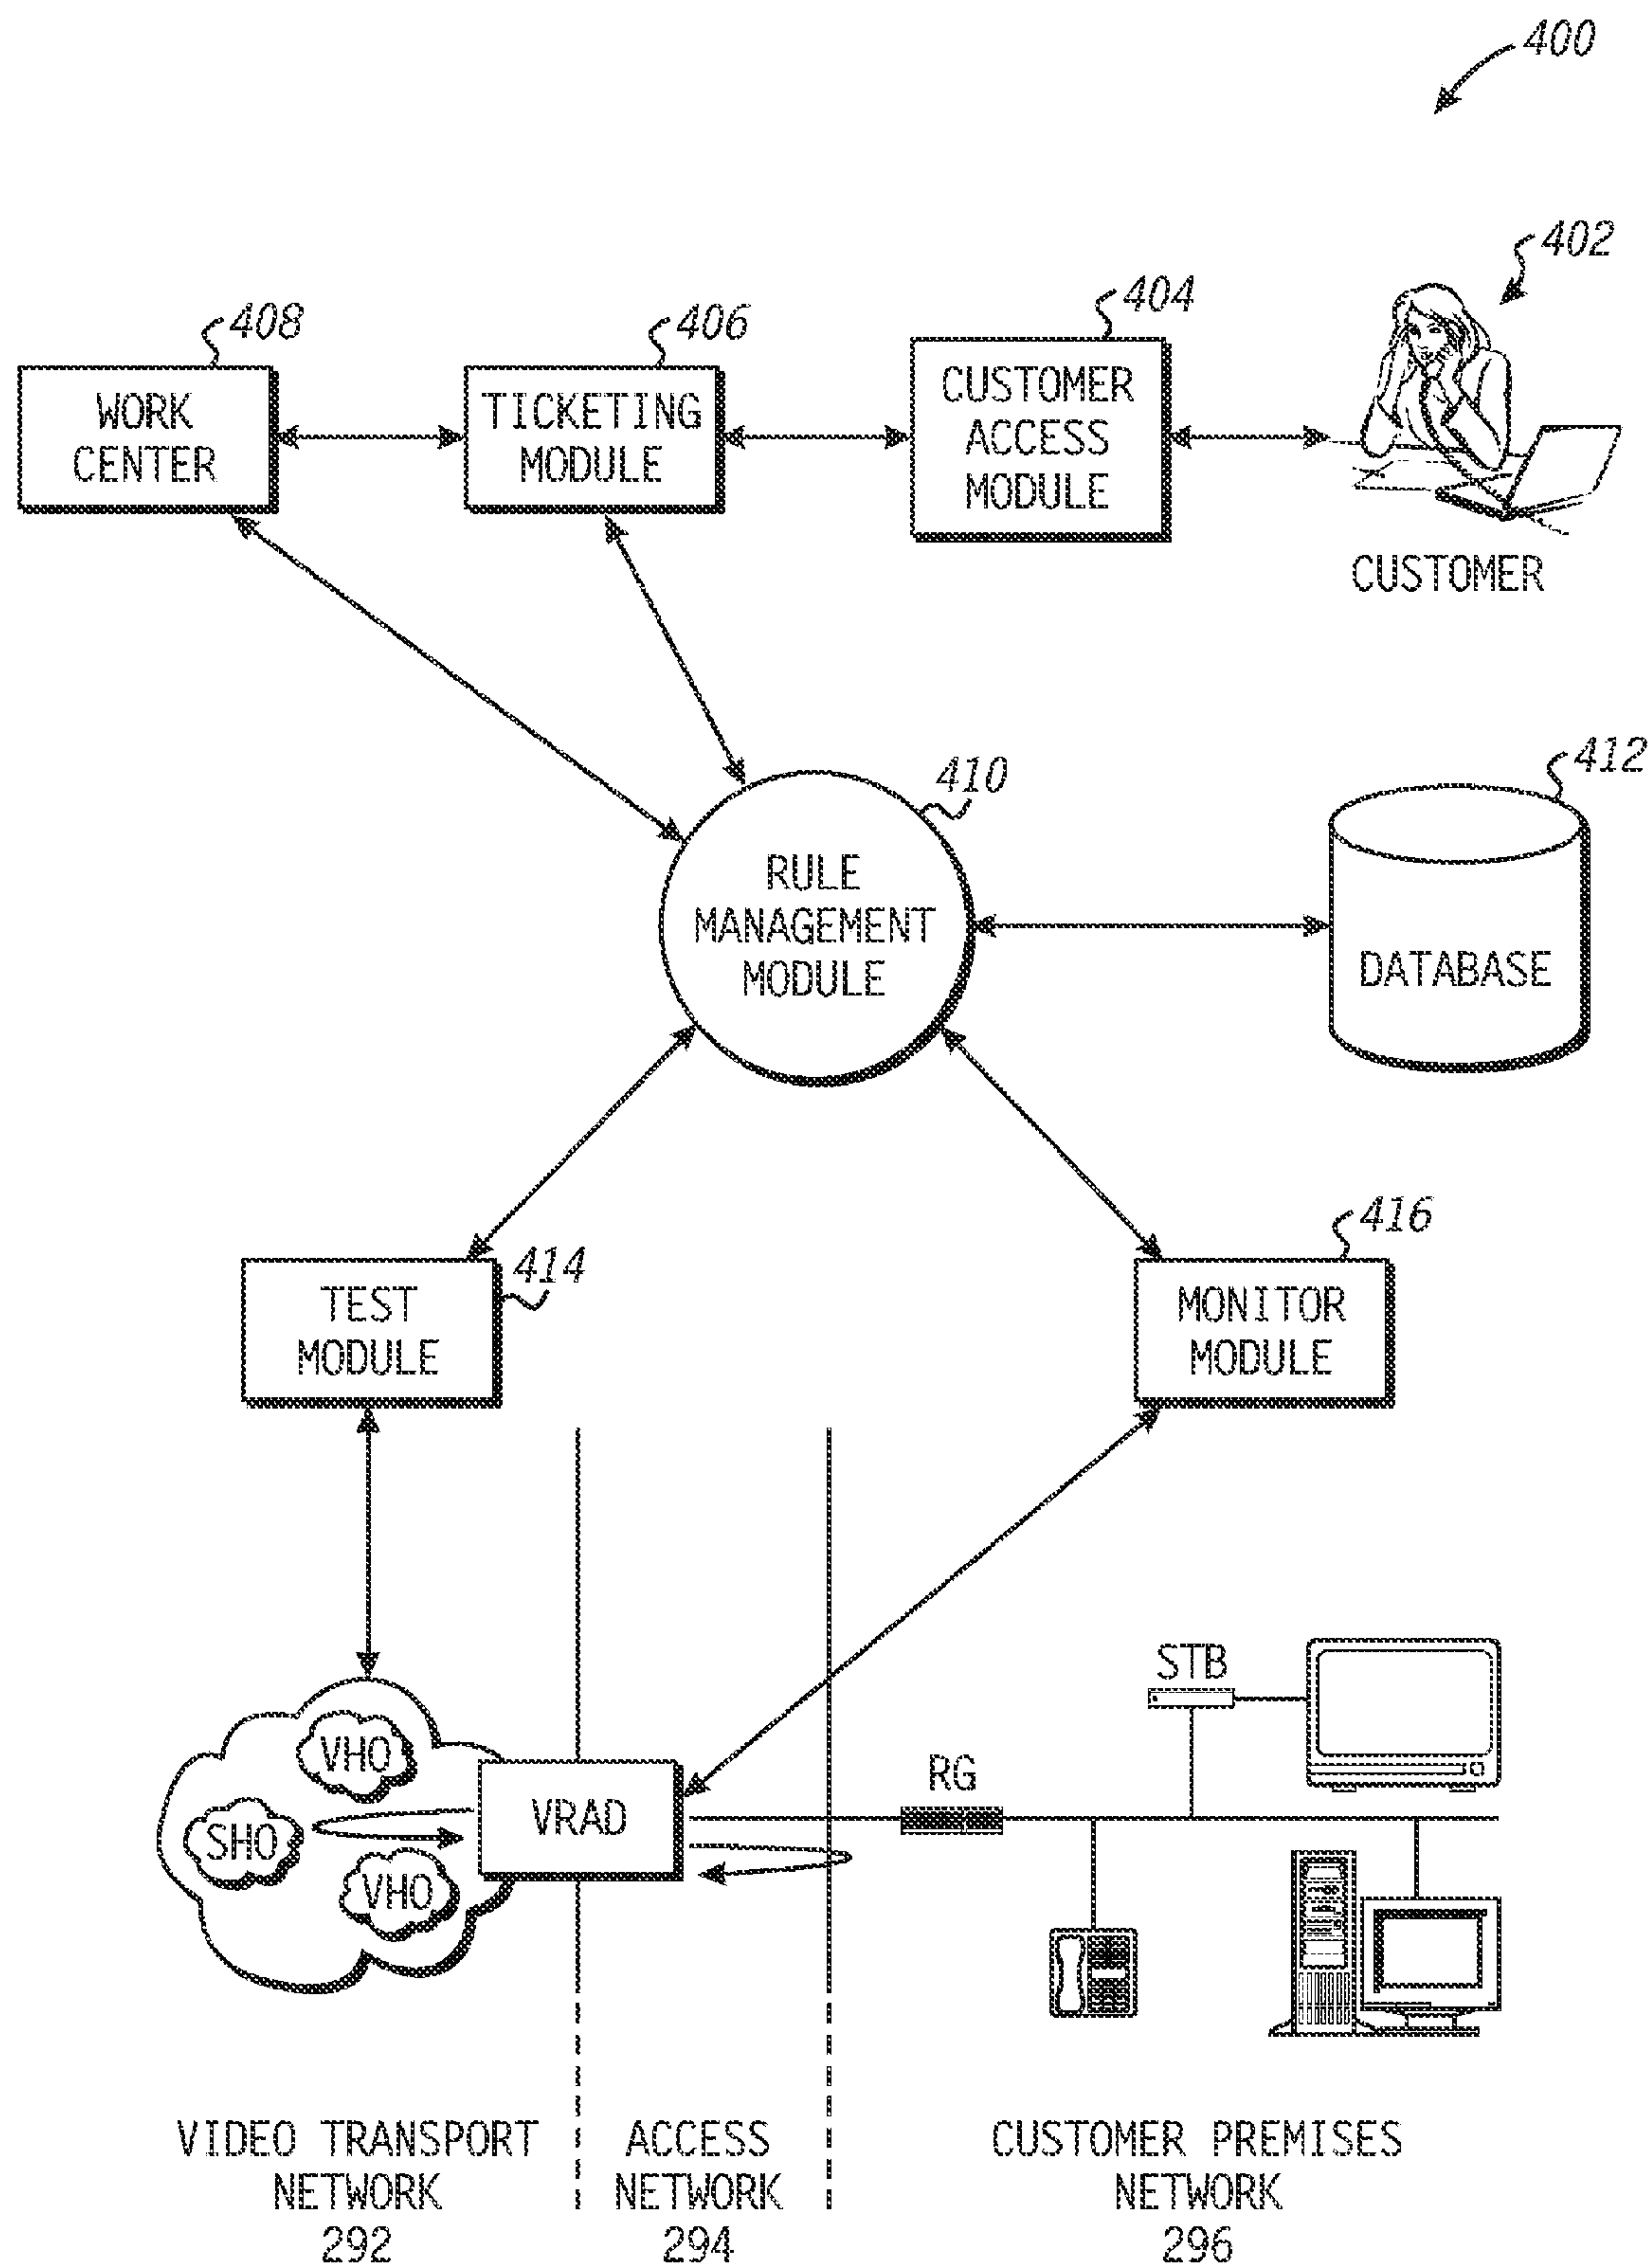 400
402
404
406
408
WORK
CENTER
TICKETING
MODULE
CUSTOMER
ACCESS
MODULE
CUSTOMER
410
412
RULE
MANAGEMENT
MODULE
DATABASE
414
416
TEST
MODULE
MONITOR
MODULE
STB
VHO
RG
VRAD
SHO
VHO
VIDEO TRANSPORT
NETWORK
292
ACCESS
NETWORK
294
CUSTOMER PREMISES
NETWORK
296